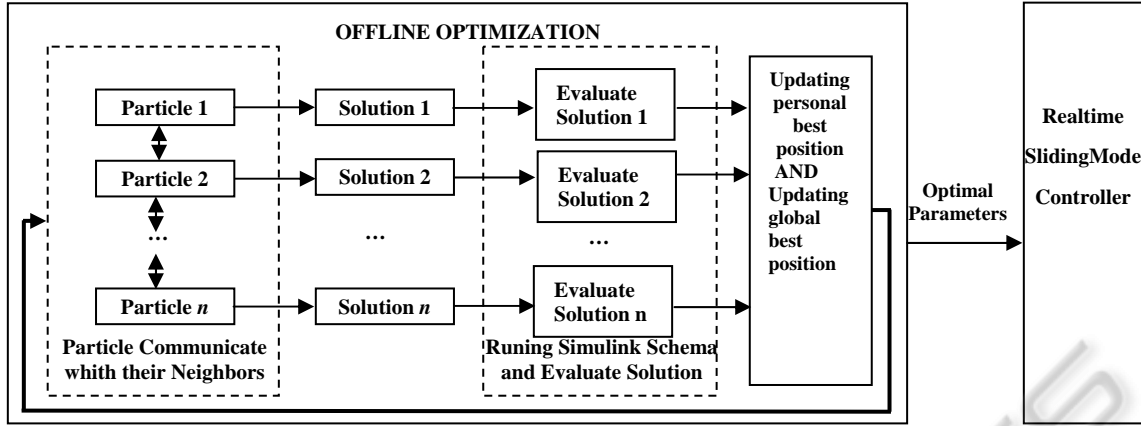 OFFLINE OPTIMIZATION
Particle 1
Particle 2
...
Particle n
Particle Communicate
whith their Neighbors
Solution 1
Solution 2
...
Solution n
Evaluate
Solution 1
Evaluate
Solution 2
...
Evaluate
Solution n
Runing Simulink Schema
and Evaluate Solution
Updating
personal
best
position
AND
Updating
global
best
position
Optimal
Parameters
Realtime
SlidingMode
Controller